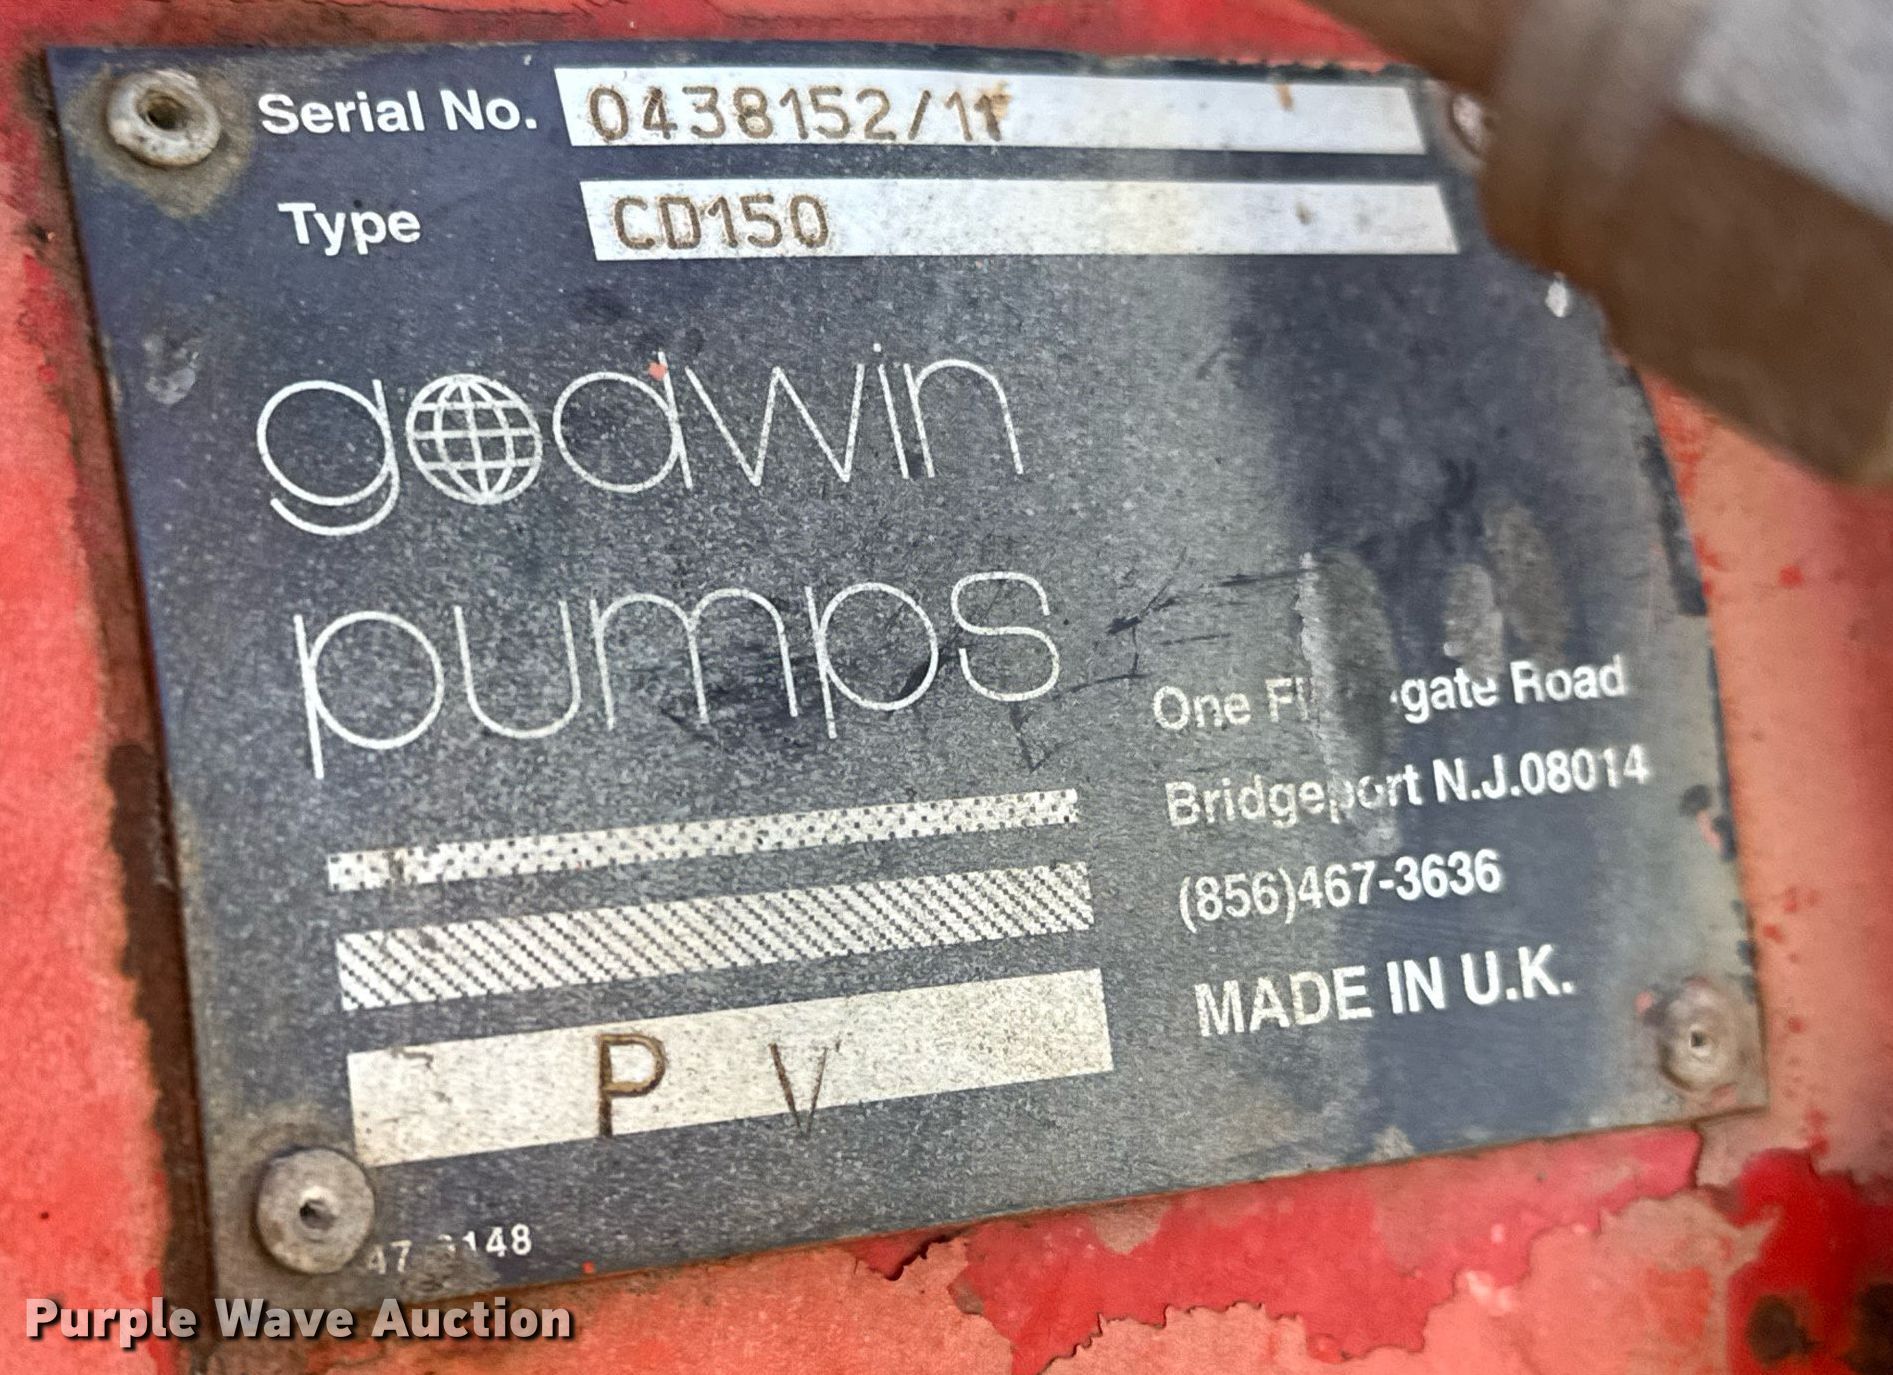 Serial No. 0438152/11
Type CD150
godwin
pumps
One Road
Bridgeport N.J.08014
(856)467-3636
MADE IN U.K.
P V
Purple Wave Auction